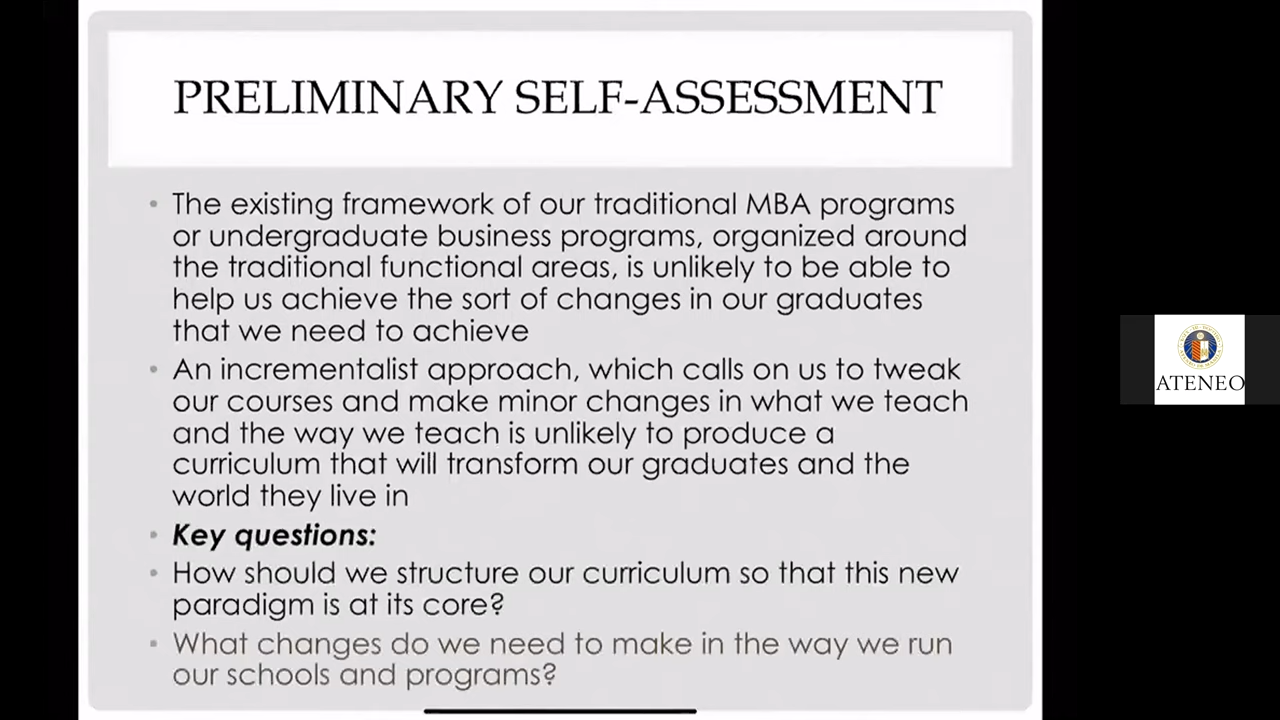 PRELIMINARY SELF-ASSESSMENT
• The existing framework of our traditional MBA programs
or undergraduate business programs, organized around
the traditional functional areas, is unlikely to be able to
help us achieve the sort of changes in our graduates
that we need to achieve
• An incrementalist approach, which calls on us to tweak
our courses and make minor changes in what we teach
and the way we teach is unlikely to produce a
curriculum that will transform our graduates and the
world they live in
• Key questions:
• How should we structure our curriculum so that this new
paradigm is at its core?
• What changes do we need to make in the way we run
our schools and programs?
ATENEO